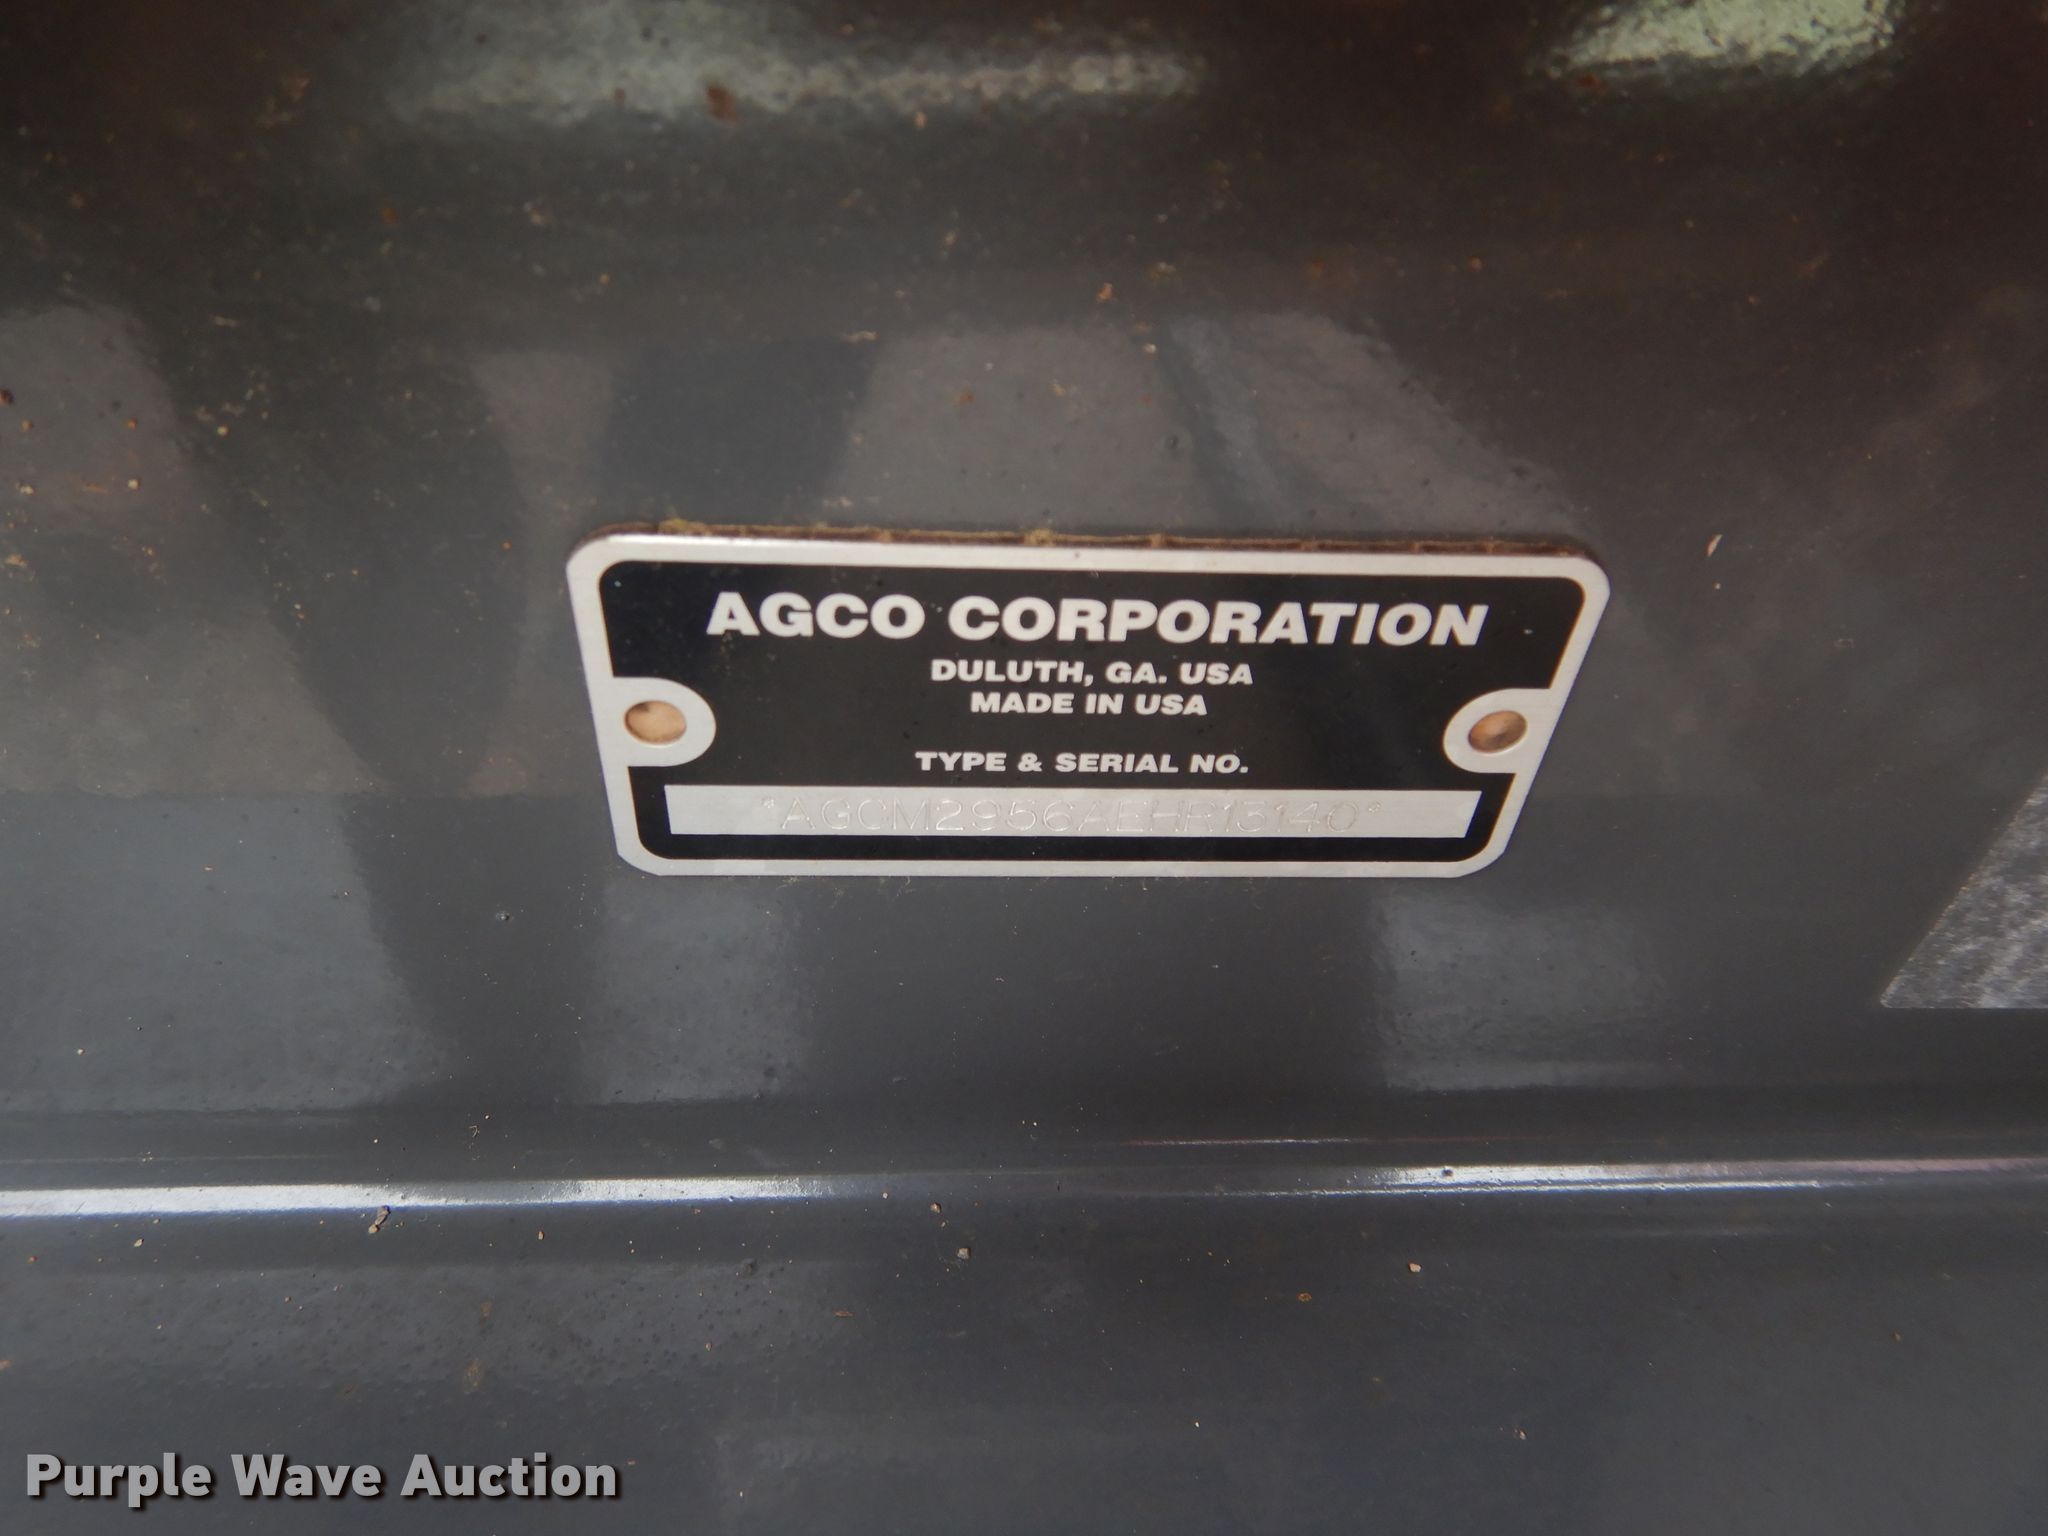 AGCO CORPORATION
DULUTH, GA. USA
MADE IN USA
TYPE & SERIAL NO.
*AGCM2956AEHR13140*
Purple Wave Auction